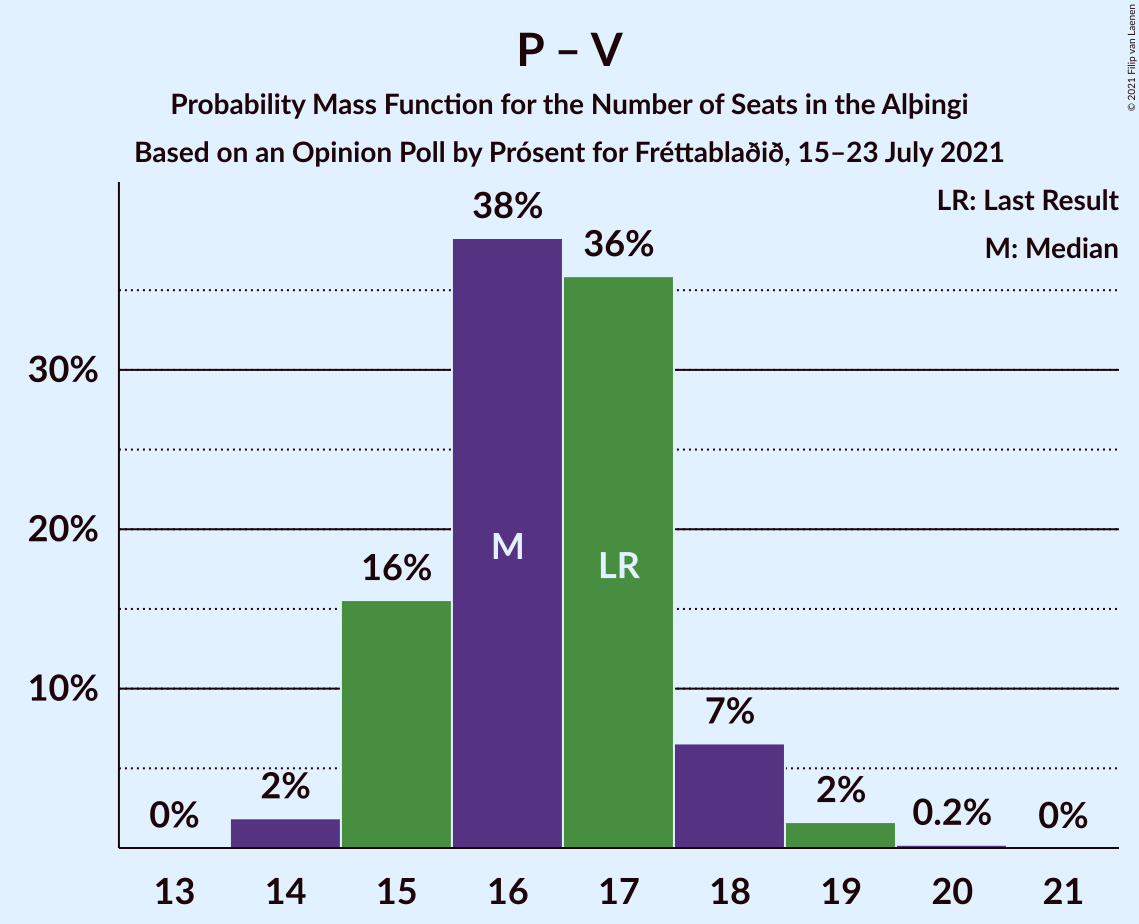 P – V
Probability Mass Function for the Number of Seats in the Alþingi
Based on an Opinion Poll by Prósent for Fréttablaðið, 15–23 July 2021
© 2021 Filip van Laenen
LR: Last Result
M: Median
38%
36%
30%
20%
16%
M
LR
10%
7%
2%
2%
0%
0.2%
0%
13 14 15 16 17 18 19 20 21